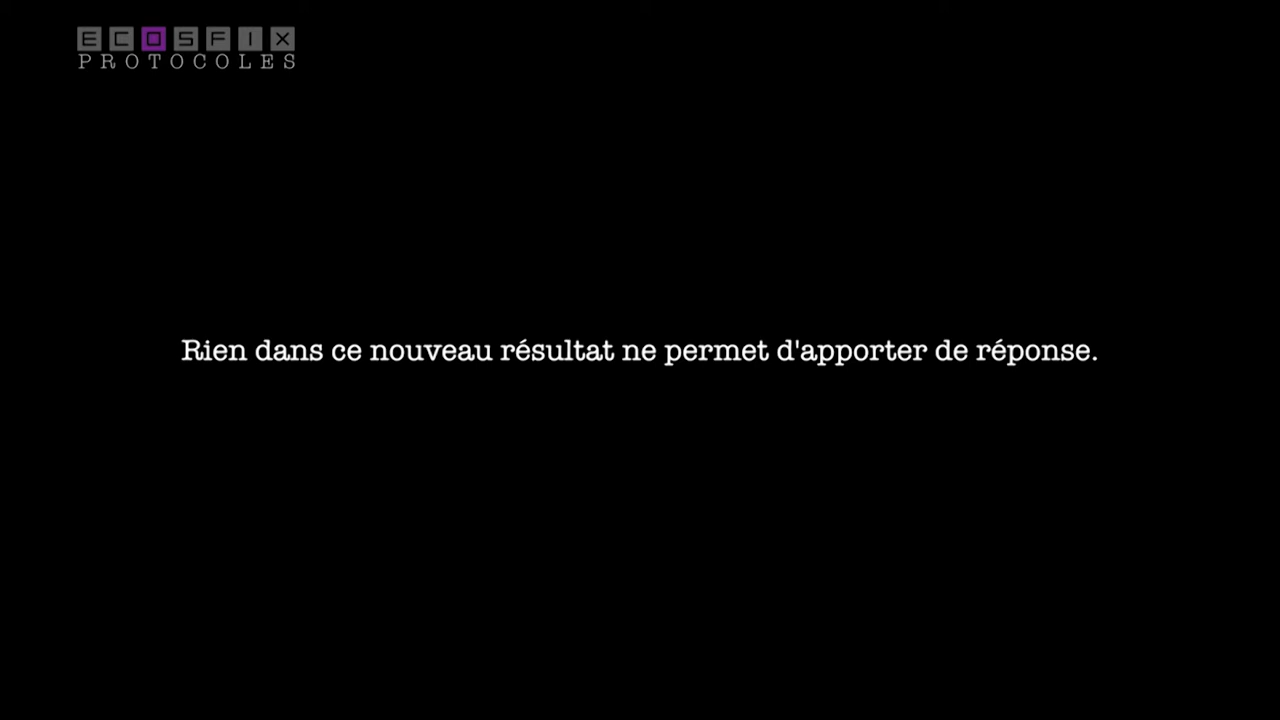 ECOSFIX
PROTOCOLES
Rien dans ce nouveau résultat ne permet d'apporter de réponse.